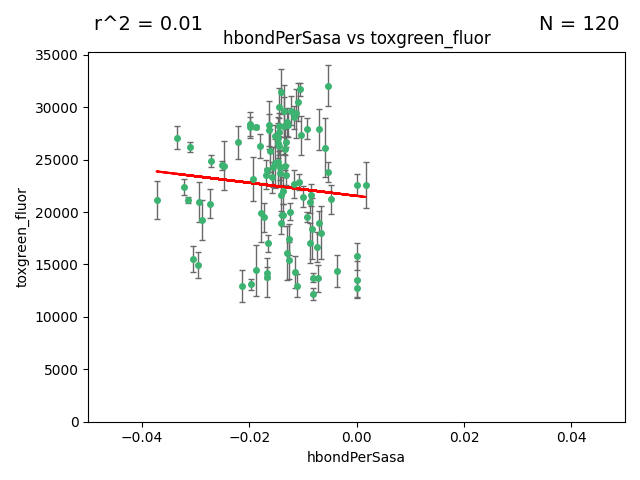 r^2 = 0.01
N = 120
hbondPerSasa vs toxgreen_fluor
35000
30000
25000
20000
15000
10000
5000
0
toxgreen_fluor
−0.04
−0.02
0.00
0.02
0.04
hbondPerSasa